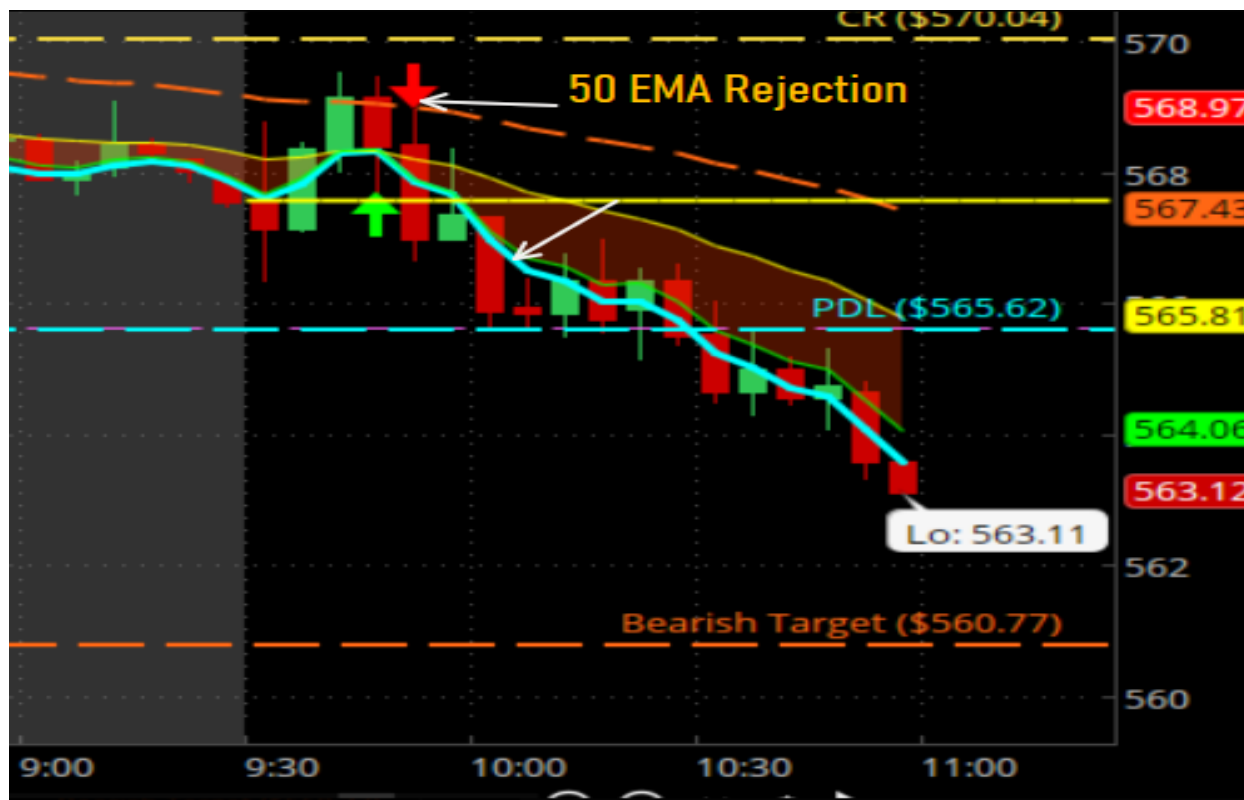 CR ($570.04)
570
50 EMA Rejection
568.97
568
567.43
PDL ($565.62)
565.81
564.06
563.12
Lo: 563.11
562
Bearish Target ($560.77)
560
9:00 9:30 10:00 10:30 11:00